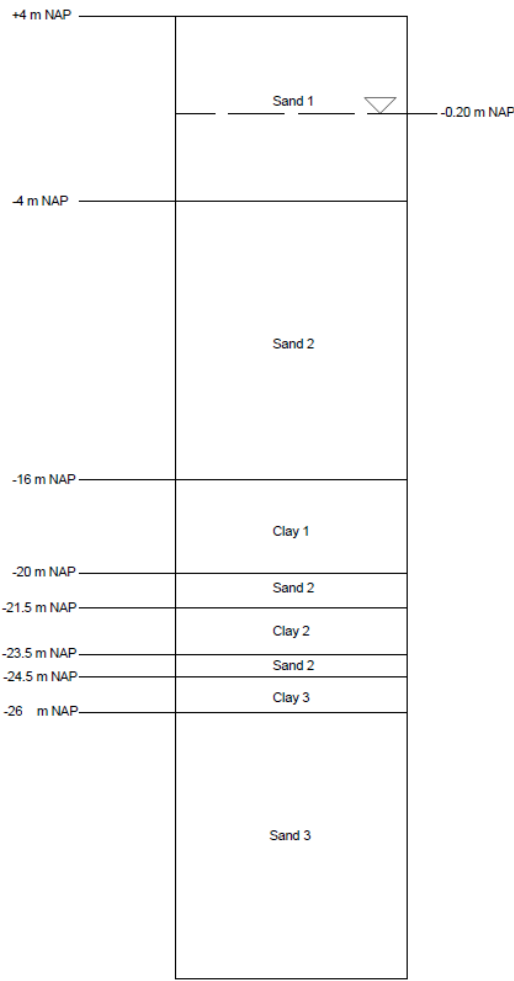 +4 m NAP
Sand 1
-0.20 m NAP
-4 m NAP
Sand 2
-16 m NAP
Clay 1
-20 m NAP
Sand 2
-21.5 m NAP
Clay 2
-23.5 m NAP
Sand 2
-24.5 m NAP
Clay 3
-26 m NAP
Sand 3